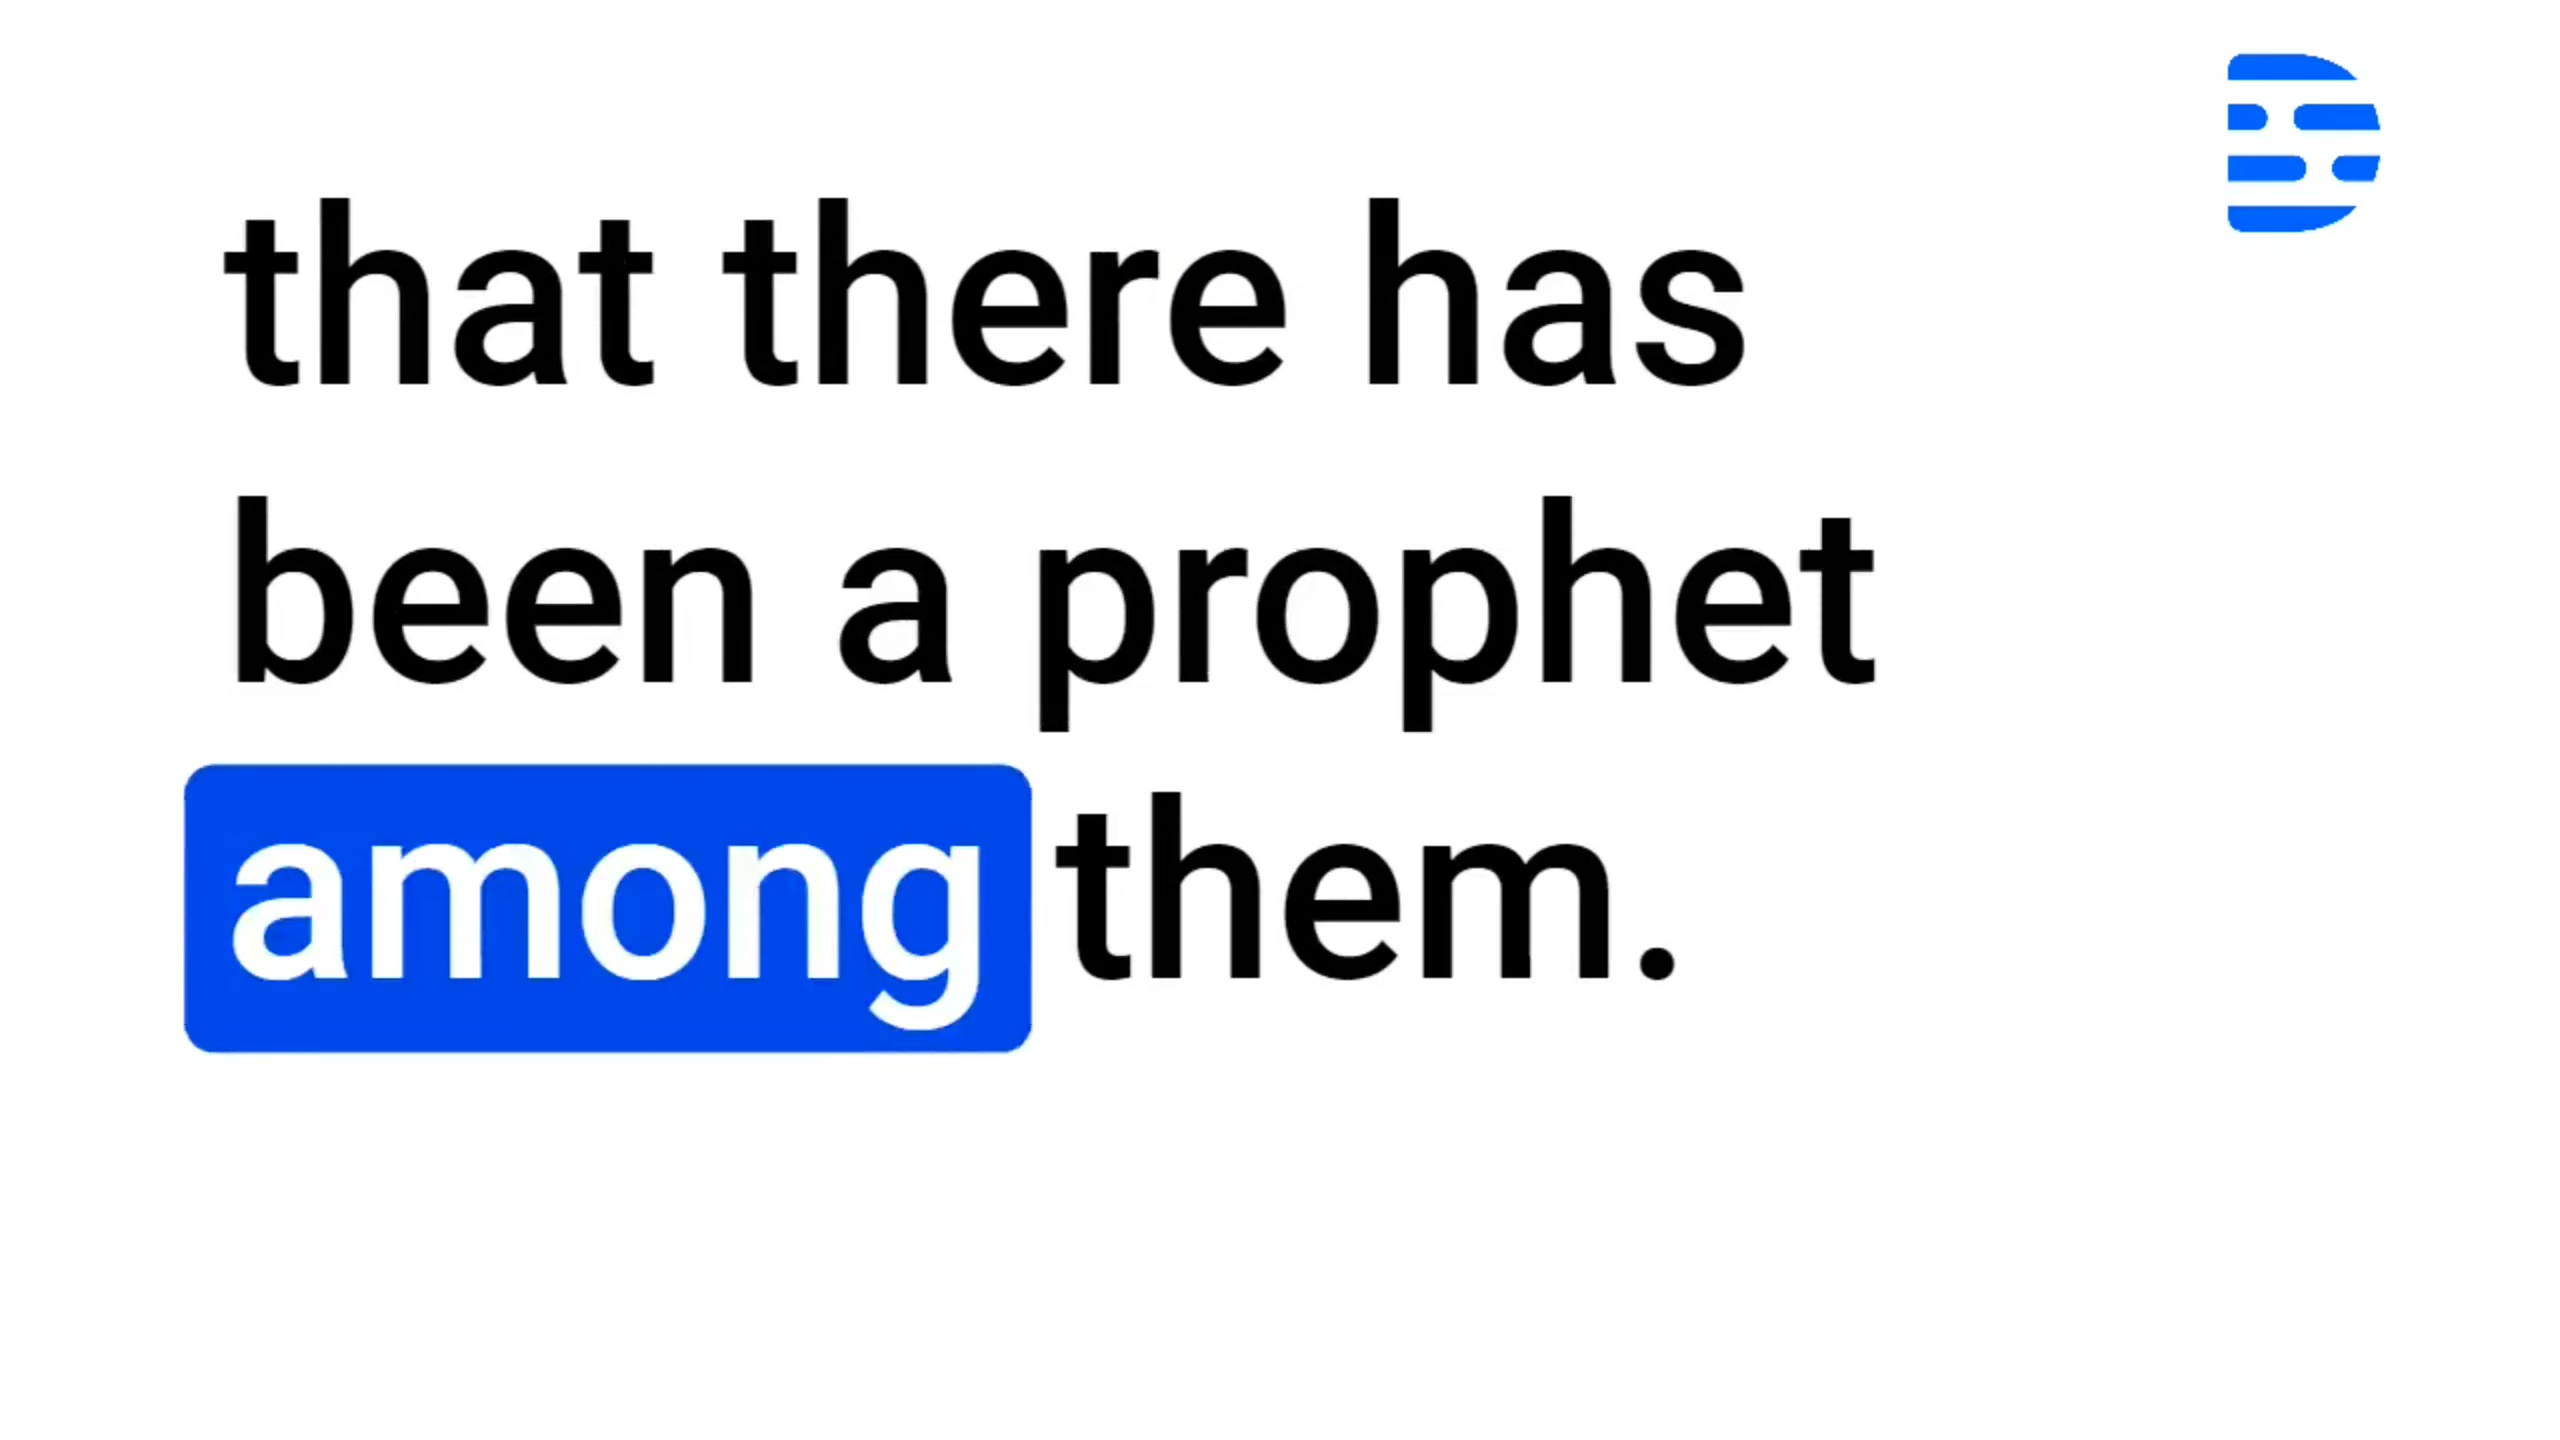 that there has
been a prophet
among them.